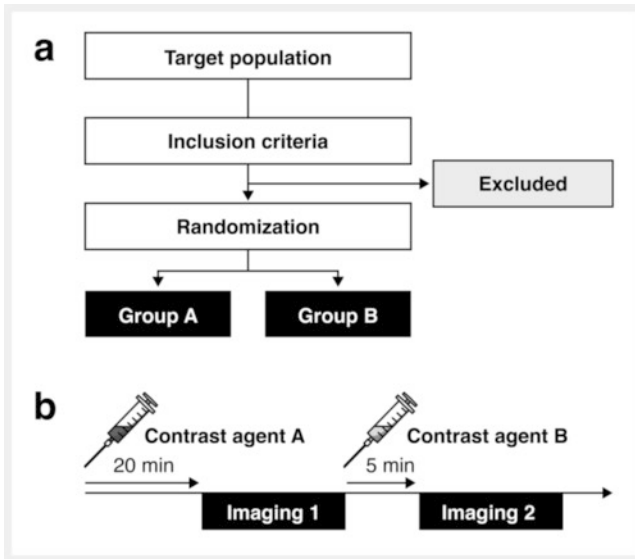 a
Target population
Inclusion criteria
Excluded
Randomization
Group A
Group B
b
Contrast agent A
Contrast agent B
20 min
5 min
Imaging 1
Imaging 2